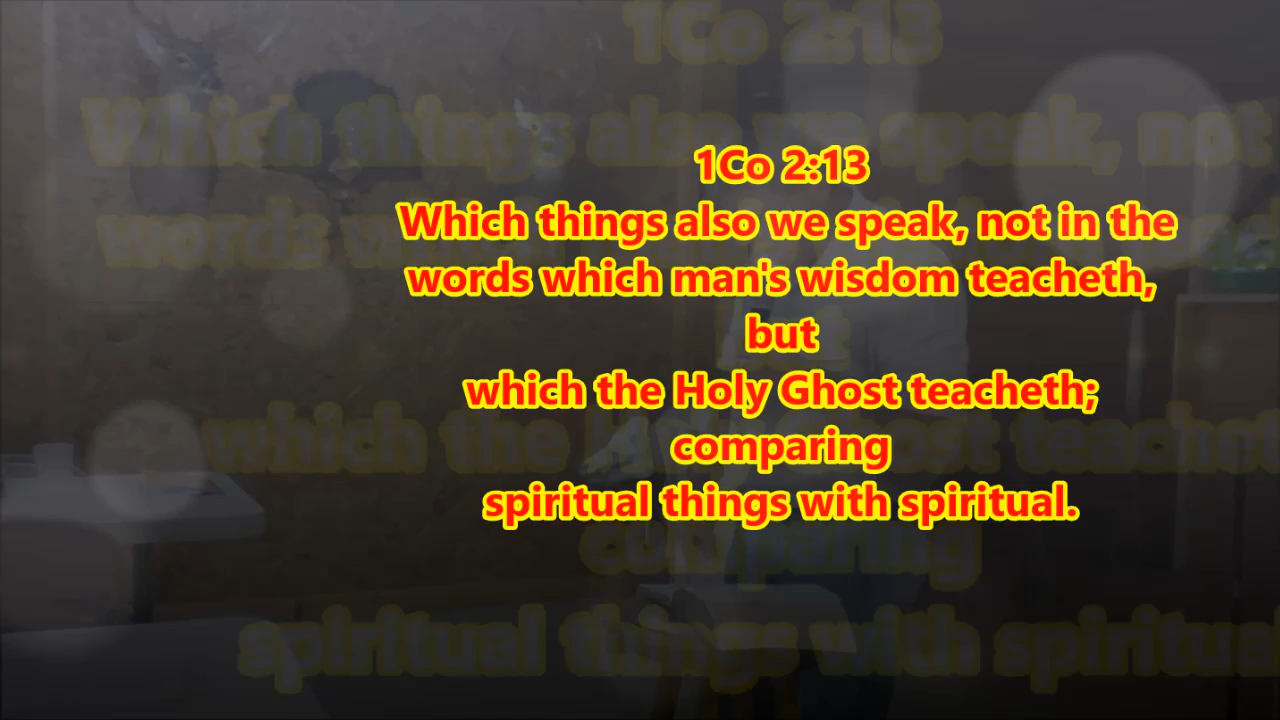 1Co 2:13
Which things also we speak, not in the
words which man's wisdom teacheth,
but
which the Holy Ghost teacheth;
comparing
spiritual things with spiritual.